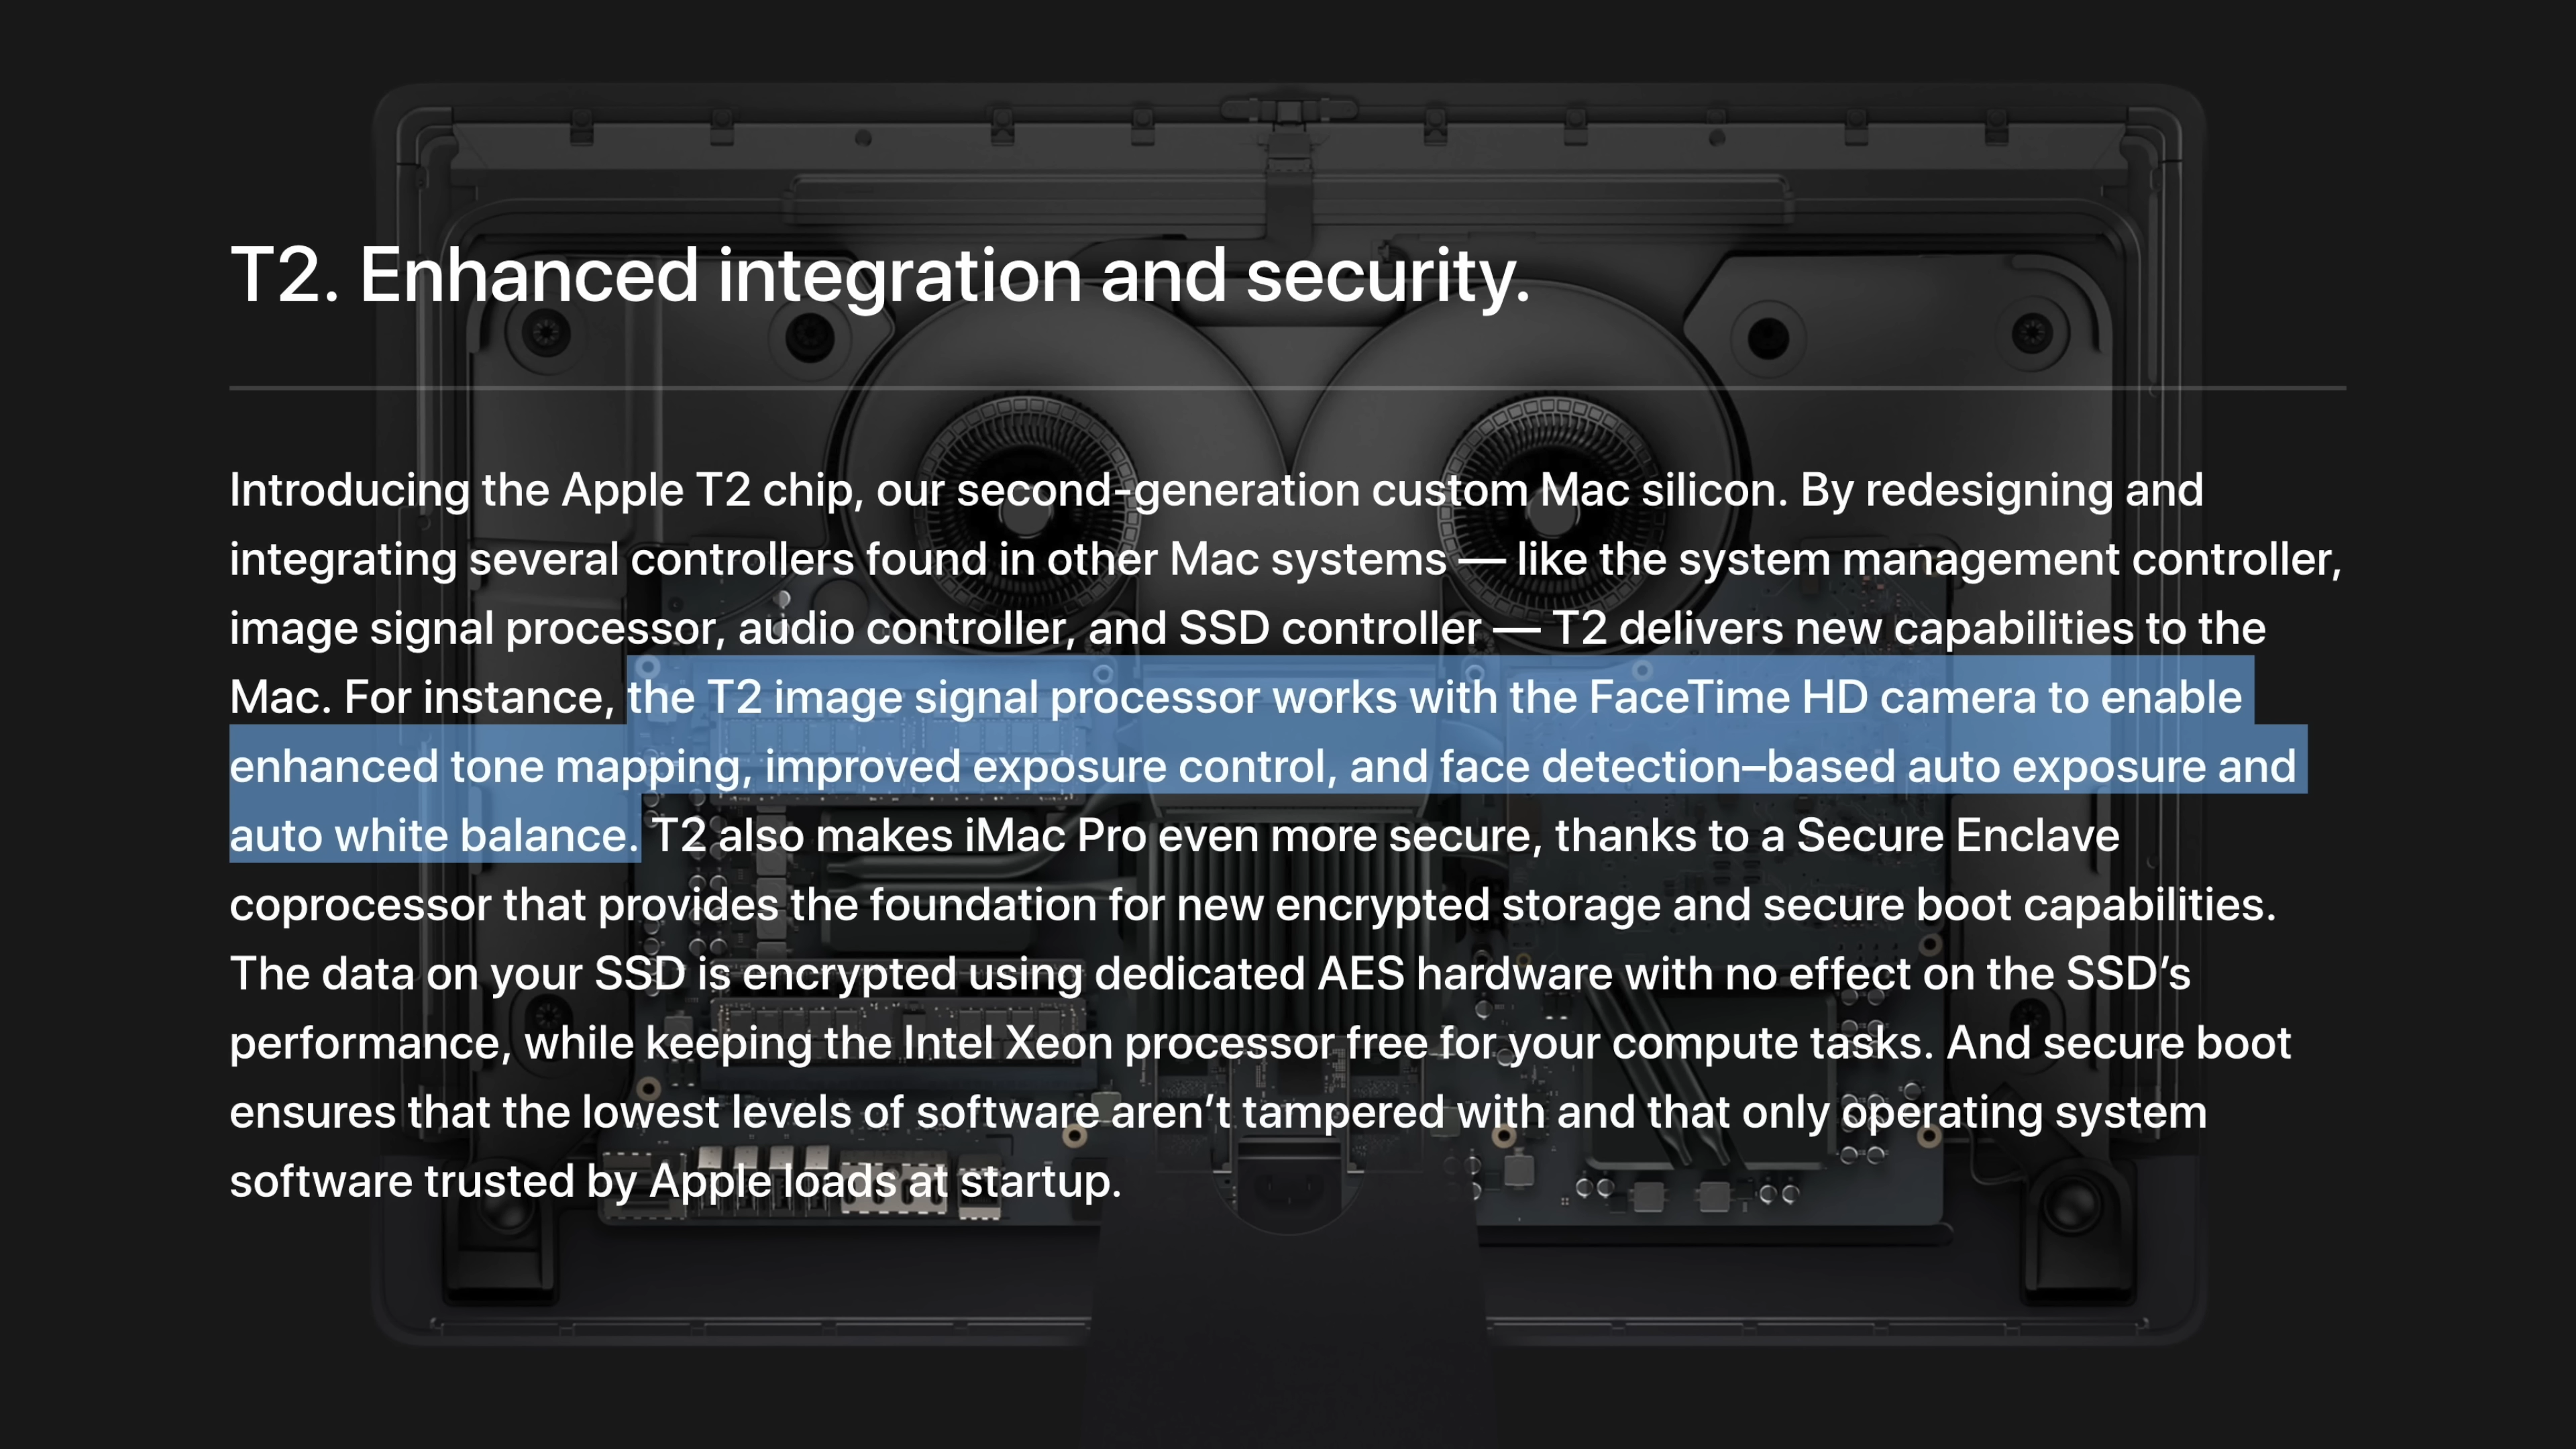 T2. Enhanced integration and security.
Introducing the Apple T2 chip, our second-generation custom Mac silicon. By redesigning and
integrating several controllers found in other Mac systems — like the system management controller,
image signal processor, audio controller, and SSD controller — T2 delivers new capabilities to the
Mac. For instance, the T2 image signal processor works with the FaceTime HD camera to enable
enhanced tone mapping, improved exposure control, and face detection–based auto exposure and
auto white balance. T2 also makes iMac Pro even more secure, thanks to a Secure Enclave
coprocessor that provides the foundation for new encrypted storage and secure boot capabilities.
The data on your SSD is encrypted using dedicated AES hardware with no effect on the SSD’s
performance, while keeping the Intel Xeon processor free for your compute tasks. And secure boot
ensures that the lowest levels of software aren’t tampered with and that only operating system
software trusted by Apple loads at startup.